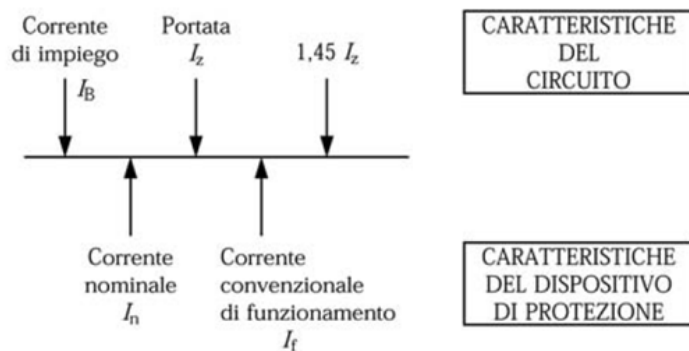 Corrente
di impiego
I_B
Portata
I_z
1,45 I_z
CARATTERISTICHE
DEL
CIRCUITO
Corrente
nominale
I_n
Corrente
convenzionale
di funzionamento
I_f
CARATTERISTICHE
DEL DISPOSITIVO
DI PROTEZIONE